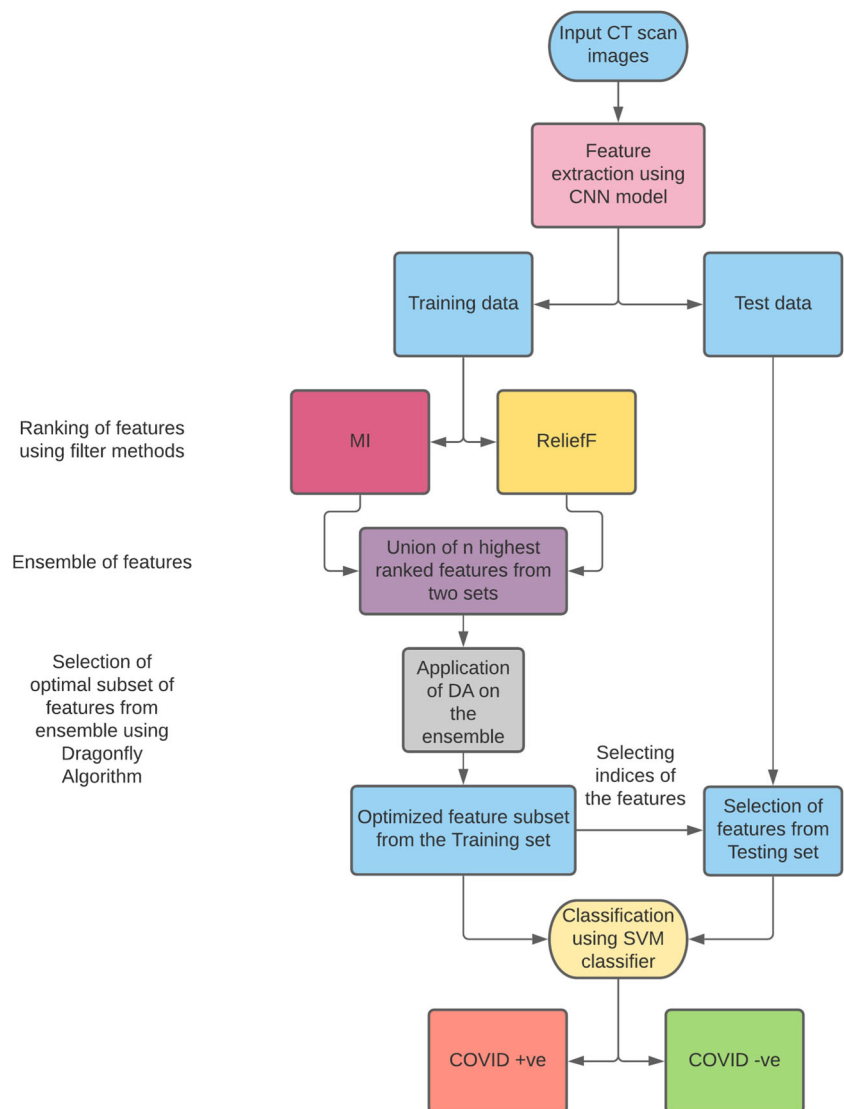 Input CT scan
images
Feature
extraction using
CNN model
Training data
Test data
Ranking of features
using filter methods
MI
ReliefF
Ensemble of features
Union of n highest
ranked features from
two sets
Selection of
optimal subset of
features from
ensemble using
Dragonfly
Algorithm
Application
of DA on
the
ensemble
Selecting
indices of
the features
Optimized feature subset
from the Training set
Selection of
features from
Testing set
Classification
using SVM
classifier
COVID +ve
COVID -ve